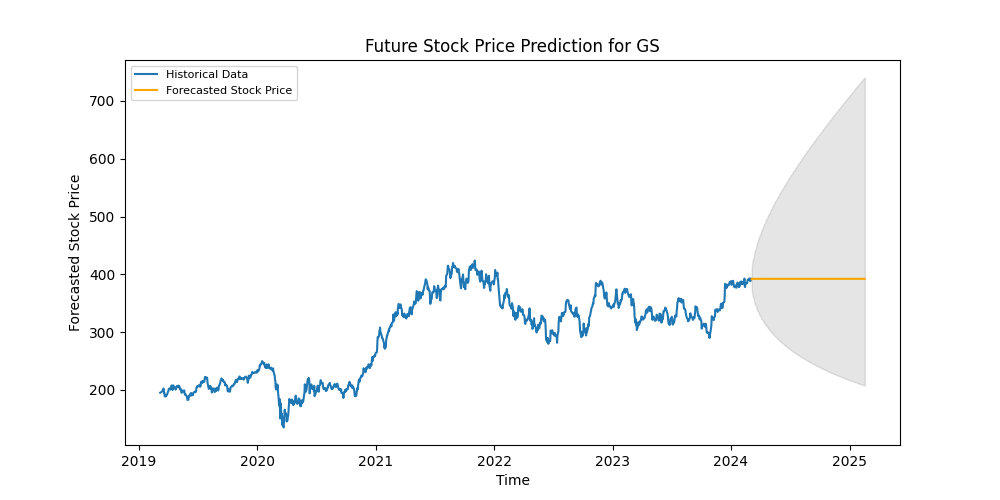 Future Stock Price Prediction for GS
Historical Data
Forecasted Stock Price
Forecasted Stock Price
700
600
500
400
300
200
2019
2020
2021
2022
2023
2024
2025
Time